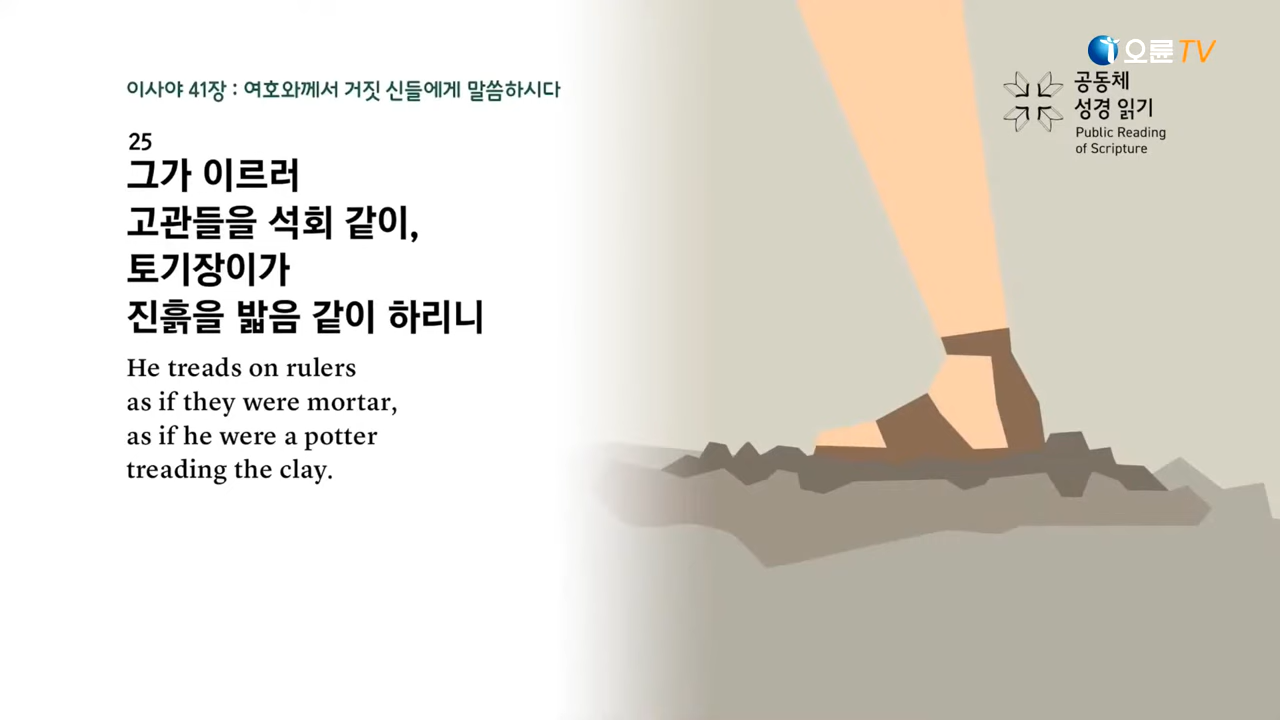 오륜TV
이사야 41장 : 여호와께서 거짓 신들에게 말씀하시다
공동체
성경 읽기
Public Reading
of Scripture
25
그가 이르러
고관들을 석회 같이,
토기장이가
진흙을 밟음 같이 하리니
He treads on rulers
as if they were mortar,
as if he were a potter
treading the clay.